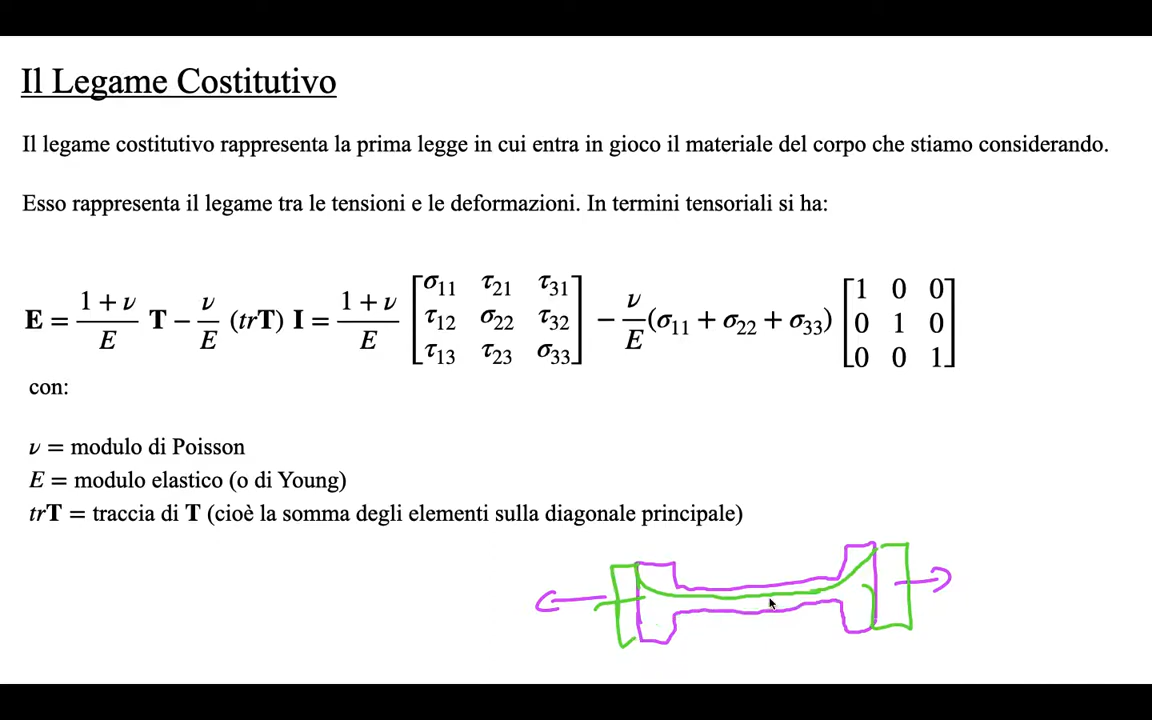 Il Legame Costitutivo
Il legame costitutivo rappresenta la prima legge in cui entra in gioco il materiale del corpo che stiamo considerando.
Esso rappresenta il legame tra le tensioni e le deformazioni. In termini tensoriali si ha:
E = \frac{1 + ν}{E} T − \frac{ν}{E} (trT) I = \frac{1 + ν}{E} [σ11 τ21 τ31; τ12 σ22 τ32; τ13 τ23 σ33] − \frac{ν}{E} (σ11 + σ22 + σ33) [1 0 0; 0 1 0; 0 0 1]
con:
ν = modulo di Poisson
E = modulo elastico (o di Young)
trT = traccia di T (cioè la somma degli elementi sulla diagonale principale)